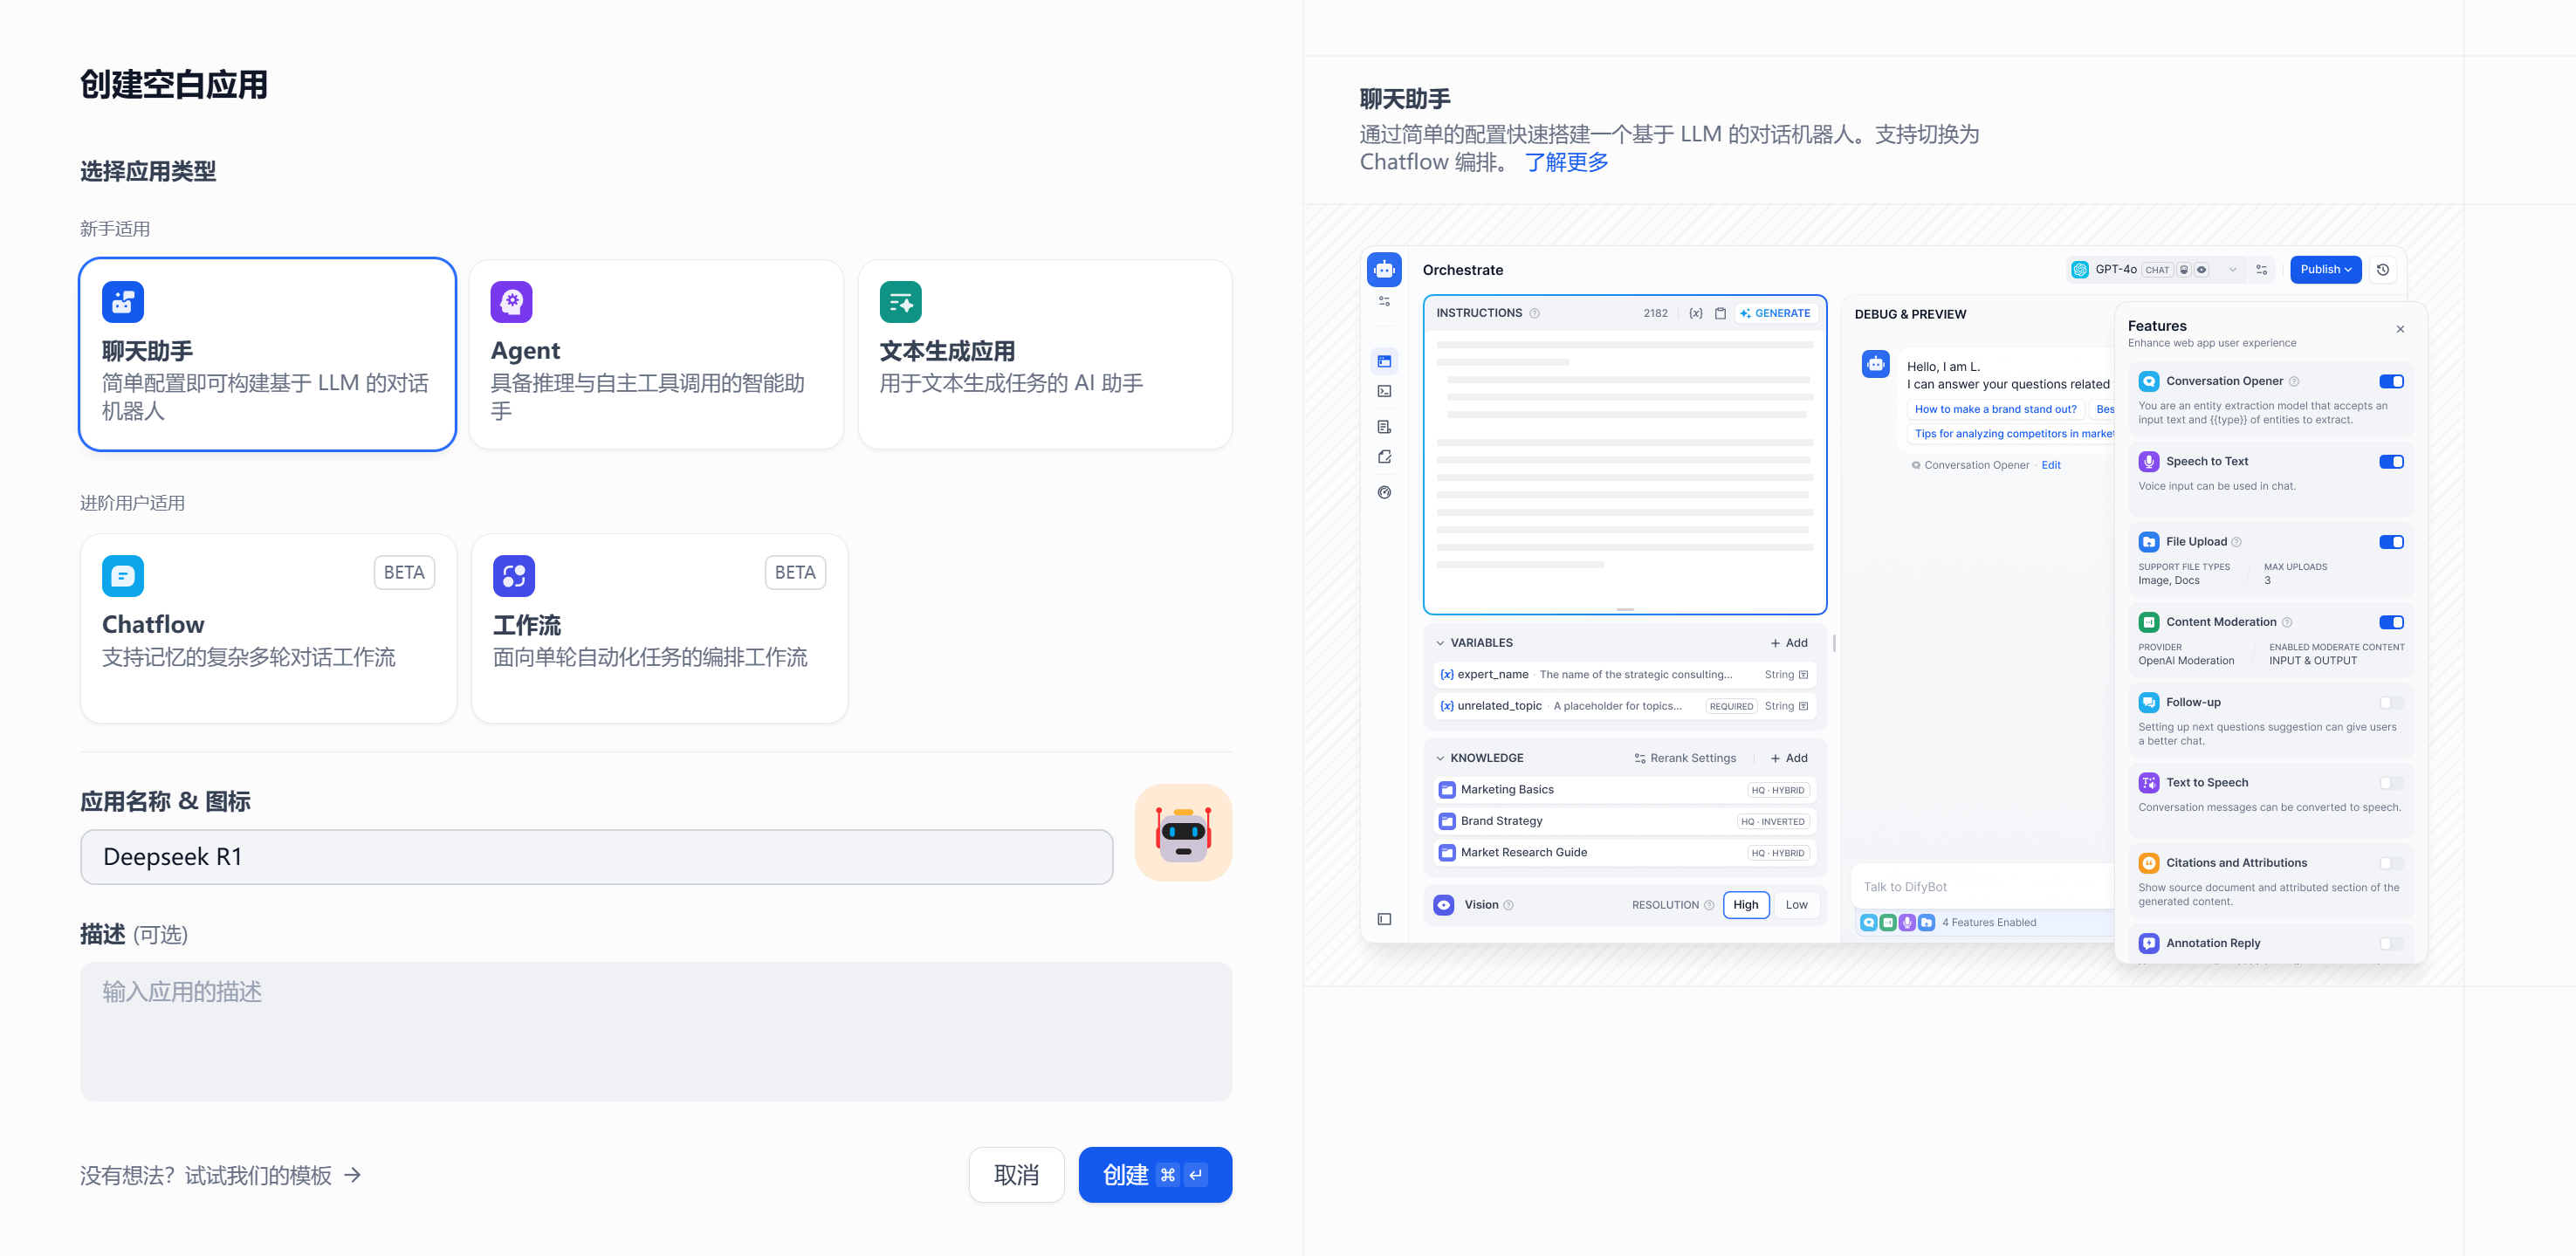 创建空白应用
选择应用类型
新手适用
聊天助手
简单配置即可构建基于 LLM 的对话
机器人
Agent
具备推理与自主工具调用的智能助
手
文本生成应用
用于文本生成任务的 AI 助手
进阶用户适用
BETA
Chatflow
支持记忆的复杂多轮对话工作流
BETA
工作流
面向单轮自动化任务的编排工作流
应用名称 & 图标
Deepseek R1
描述 (可选)
输入应用的描述
没有想法？试试我们的模板 →
取消
创建 ⌘ ↵
聊天助手
通过简单的配置快速搭建一个基于 LLM 的对话机器人。支持切换为
Chatflow 编排。 了解更多
Orchestrate
GPT-4o CHAT
Publish
INSTRUCTIONS
2182 {x} GENERATE
VARIABLES + Add
{x} expert_name · The name of the strategic consulting... String
{x} unrelated_topic · A placeholder for topics... REQUIRED String
KNOWLEDGE Rerank Settings + Add
Marketing Basics HQ · HYBRID
Brand Strategy HQ · INVERTED
Market Research Guide HQ · HYBRID
Vision RESOLUTION High Low
DEBUG & PREVIEW
Hello, I am L.
I can answer your questions related
How to make a brand stand out? Bes
Tips for analyzing competitors in market
Conversation Opener · Edit
Talk to DifyBot
4 Features Enabled
Features
Enhance web app user experience
Conversation Opener
You are an entity extraction model that accepts an
input text and {{type}} of entities to extract.
Speech to Text
Voice input can be used in chat.
File Upload
SUPPORT FILE TYPES MAX UPLOADS
Image, Docs 3
Content Moderation
PROVIDER ENABLED MODERATE CONTENT
OpenAI Moderation INPUT & OUTPUT
Follow-up
Setting up next questions suggestion can give users
a better chat.
Text to Speech
Conversation messages can be converted to speech.
Citations and Attributions
Show source document and attributed section of the
generated content.
Annotation Reply